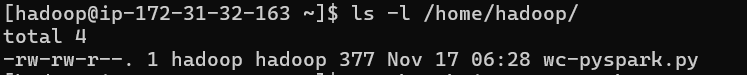 [hadoop@ip-172-31-32-163 ~]$ ls -l /home/hadoop/
total 4
-rw-rw-r--. 1 hadoop hadoop 377 Nov 17 06:28 wc-pyspark.py